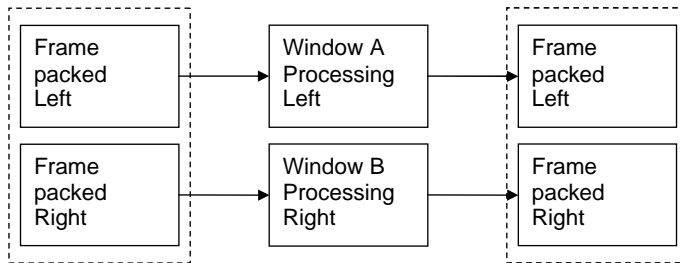 Frame
packed
Left
Window A
Processing
Left
Frame
packed
Left
Frame
packed
Right
Window B
Processing
Right
Frame
packed
Right